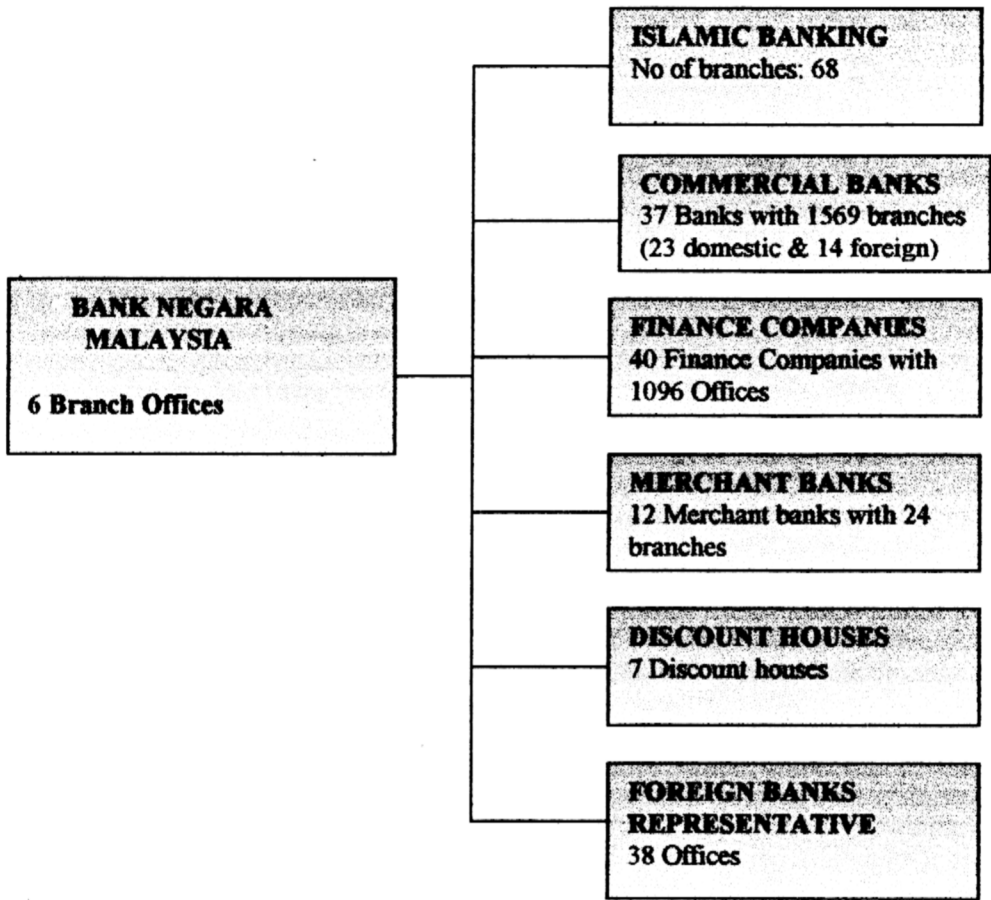 BANK NEGARA
MALAYSIA
6 Branch Offices
ISLAMIC BANKING
No of branches: 68
COMMERCIAL BANKS
37 Banks with 1569 branches
(23 domestic & 14 foreign)
FINANCE COMPANIES
40 Finance Companies with
1096 Offices
MERCHANT BANKS
12 Merchant banks with 24
branches
DISCOUNT HOUSES
7 Discount houses
FOREIGN BANKS
REPRESENTATIVE
38 Offices